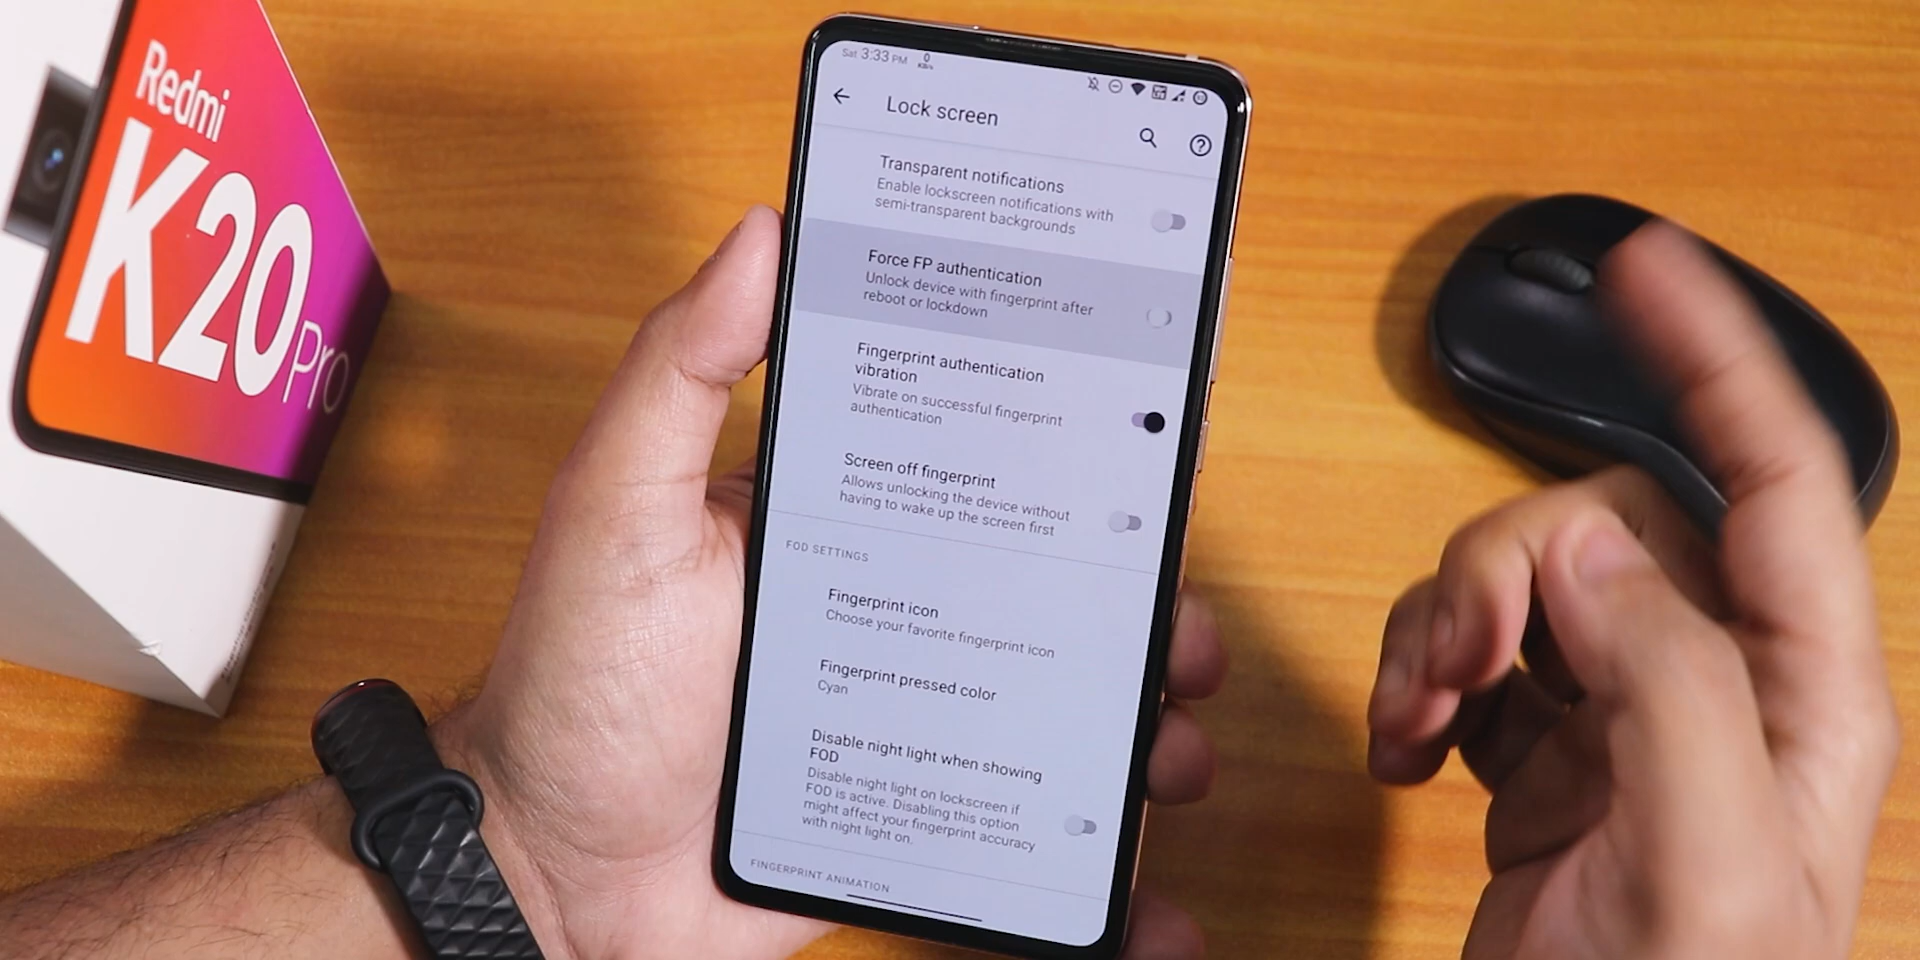 Redmi
K20 Pro
Sat 3:33 PM
0
KB/s
Lock screen
Transparent notifications
Enable lockscreen notifications with
semi-transparent backgrounds
Force FP authentication
Unlock device with fingerprint after
reboot or lockdown
Fingerprint authentication
vibration
Vibrate on successful fingerprint
authentication
Screen off fingerprint
Allows unlocking the device without
having to wake up the screen first
FOD SETTINGS
Fingerprint icon
Choose your favorite fingerprint icon
Fingerprint pressed color
Cyan
Disable night light when showing
FOD
Disable night light on lockscreen if
FOD is active. Disabling this option
might affect your fingerprint accuracy
with night light on.
FINGERPRINT ANIMATION